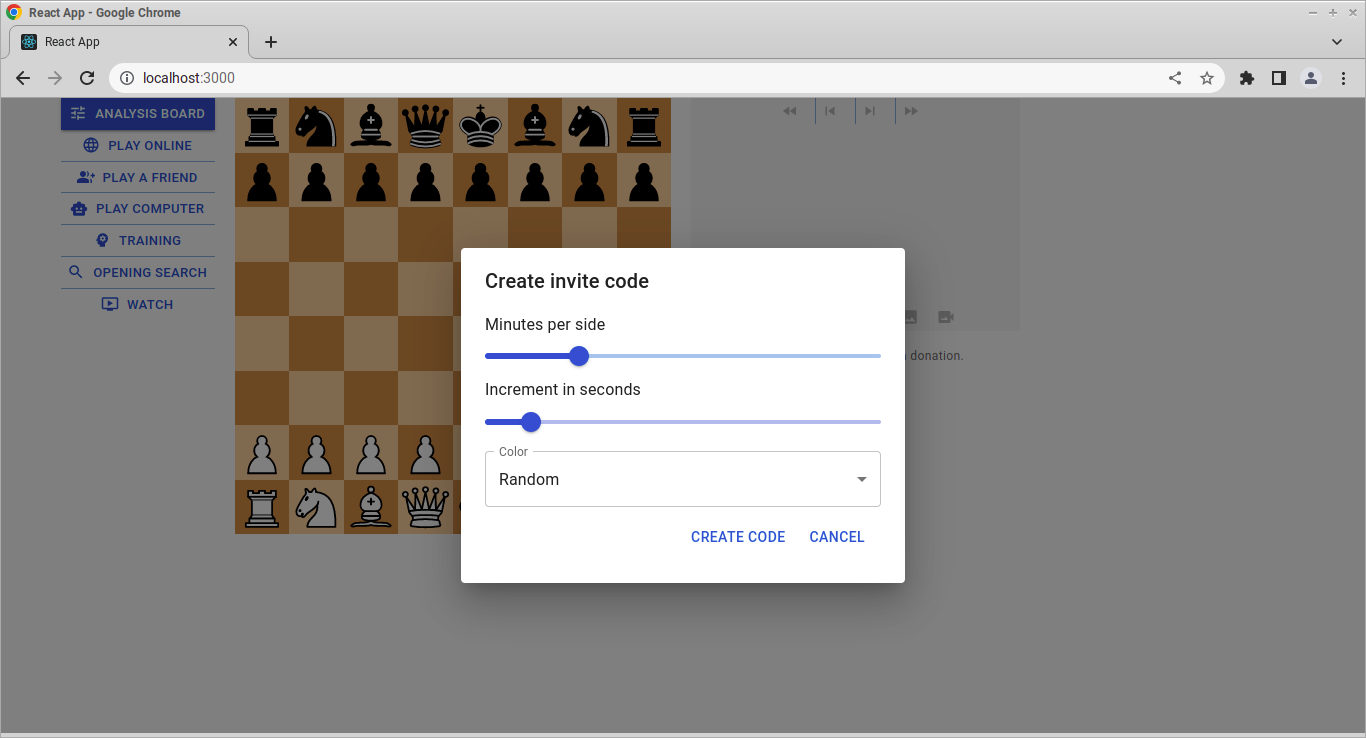 React App - Google Chrome
React App
localhost:3000
ANALYSIS BOARD
PLAY ONLINE
PLAY A FRIEND
PLAY COMPUTER
TRAINING
OPENING SEARCH
WATCH
Create invite code
Minutes per side
Increment in seconds
Color
Random
CREATE CODE
CANCEL
donation.